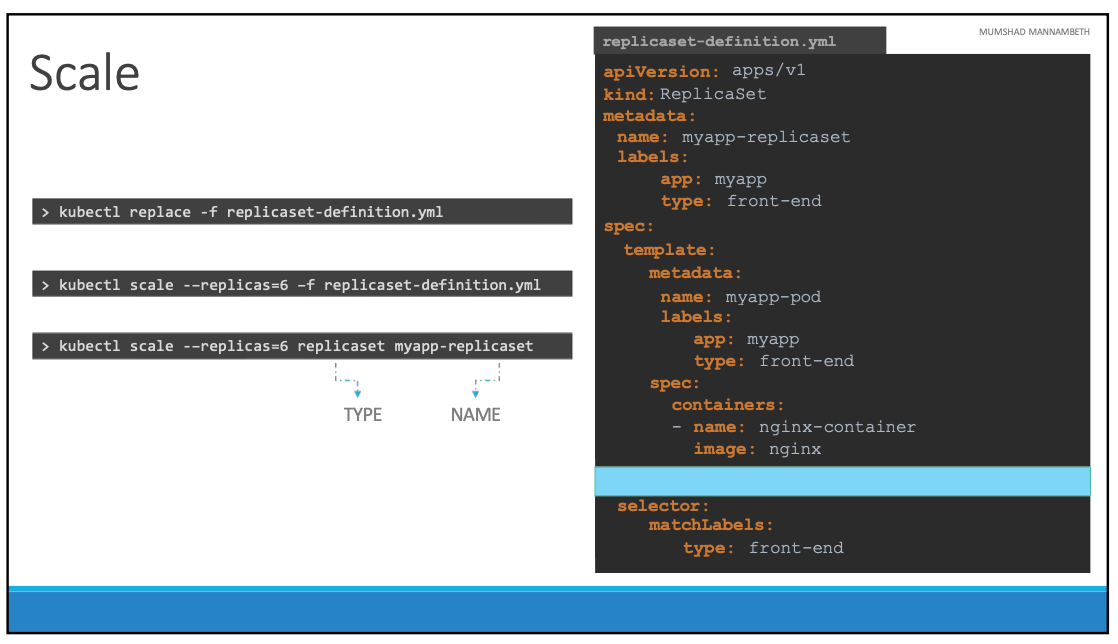 MUMSHAD MANNAMBETH
Scale
> kubectl replace -f replicaset-definition.yml
> kubectl scale --replicas=6 –f replicaset-definition.yml
> kubectl scale --replicas=6 replicaset myapp-replicaset
TYPE NAME
replicaset-definition.yml
apiVersion: apps/v1
kind: ReplicaSet
metadata:
name: myapp-replicaset
labels:
app: myapp
type: front-end
spec:
template:
metadata:
name: myapp-pod
labels:
app: myapp
type: front-end
spec:
containers:
- name: nginx-container
image: nginx
selector:
matchLabels:
type: front-end